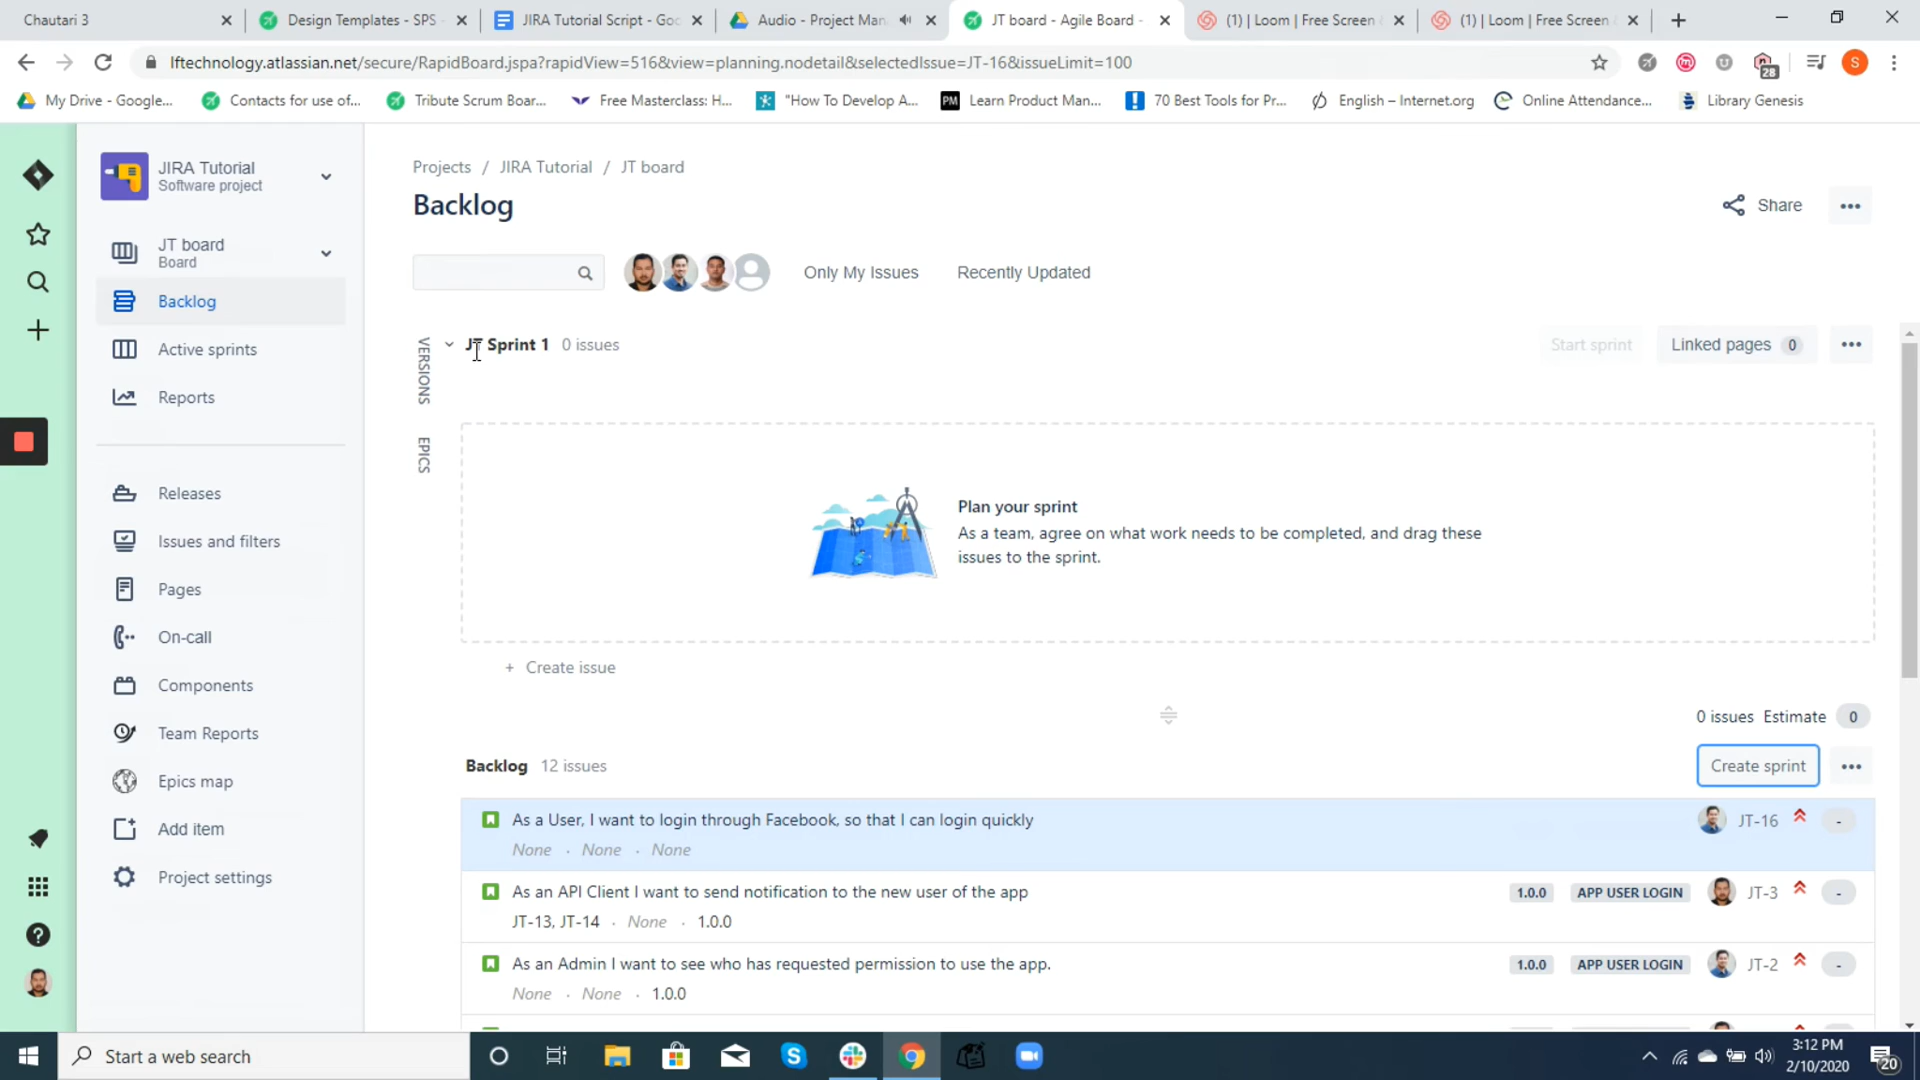 Chautari 3
Design Templates - SPS -
JIRA Tutorial Script - Goo
Audio - Project Man
JT board - Agile Board -
(1) | Loom | Free Screen
(1) | Loom | Free Screen
lftechnology.atlassian.net/secure/RapidBoard.jspa?rapidView=516&view=planning.nodetail&selectedIssue=JT-16&issueLimit=100
S
28
My Drive - Google...
Contacts for use of...
Tribute Scrum Boar...
Free Masterclass: H...
"How To Develop A...
PM
Learn Product Man...
70 Best Tools for Pr...
English – Internet.org
Online Attendance...
Library Genesis
JIRA Tutorial
Software project
JT board
Board
Backlog
Active sprints
Reports
Releases
Issues and filters
Pages
On-call
Components
Team Reports
Epics map
Add item
Project settings
Projects / JIRA Tutorial / JT board
Backlog
Share
Only My Issues
Recently Updated
VERSIONS
EPICS
JT Sprint 1 0 issues
Start sprint
Linked pages 0
Plan your sprint
As a team, agree on what work needs to be completed, and drag these
issues to the sprint.
+ Create issue
0 issues Estimate 0
Backlog 12 issues
Create sprint
As a User, I want to login through Facebook, so that I can login quickly
JT-16 -
None · None · None
As an API Client I want to send notification to the new user of the app
1.0.0 APP USER LOGIN JT-3 -
JT-13, JT-14 · None · 1.0.0
As an Admin I want to see who has requested permission to use the app.
1.0.0 APP USER LOGIN JT-2 -
None · None · 1.0.0
Start a web search
3:12 PM
2/10/2020
20